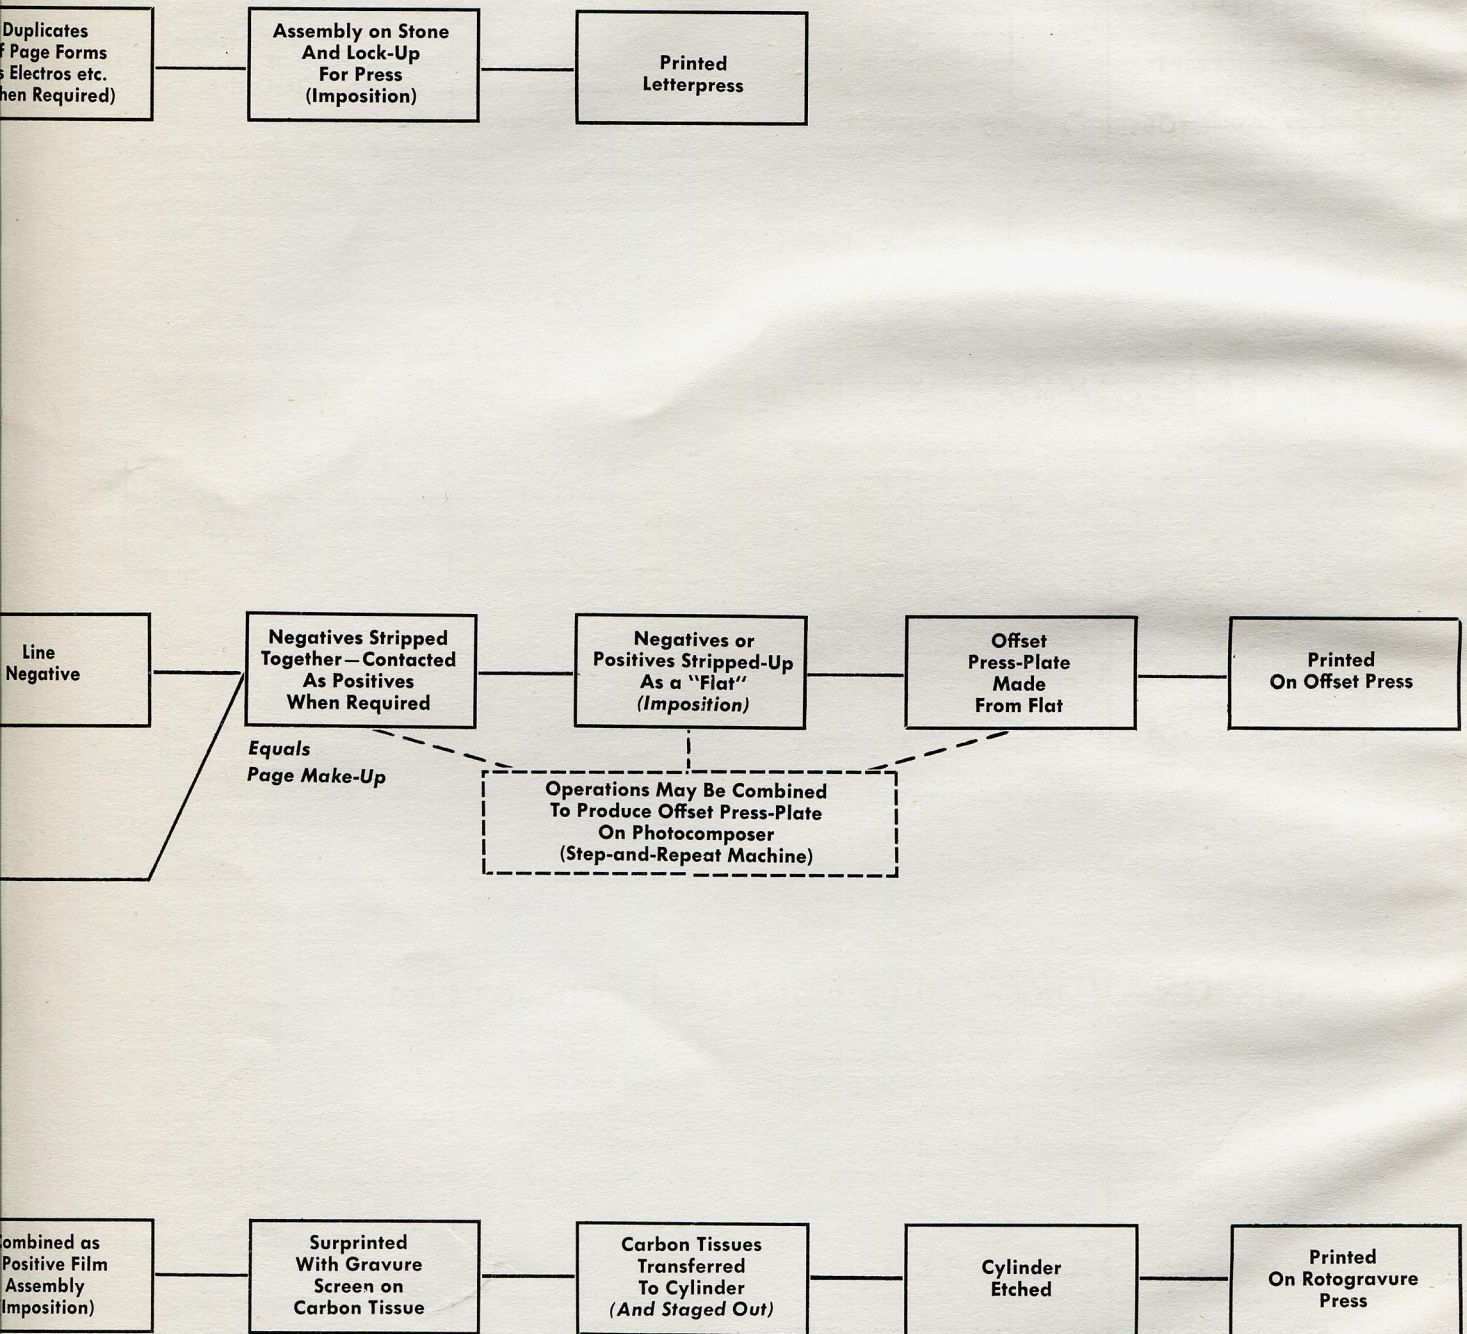 Duplicates
f Page Forms
s Electros etc.
hen Required)
Assembly on Stone
And Lock-Up
For Press
(Imposition)
Printed
Letterpress
Line
Negative
Negatives Stripped
Together—Contacted
As Positives
When Required
Equals
Page Make-Up
Negatives or
Positives Stripped-Up
As a "Flat"
(Imposition)
Offset
Press-Plate
Made
From Flat
Printed
On Offset Press
Operations May Be Combined
To Produce Offset Press-Plate
On Photocomposer
(Step-and-Repeat Machine)
ombined as
Positive Film
Assembly
Imposition)
Surprinted
With Gravure
Screen on
Carbon Tissue
Carbon Tissues
Transferred
To Cylinder
(And Staged Out)
Cylinder
Etched
Printed
On Rotogravure
Press